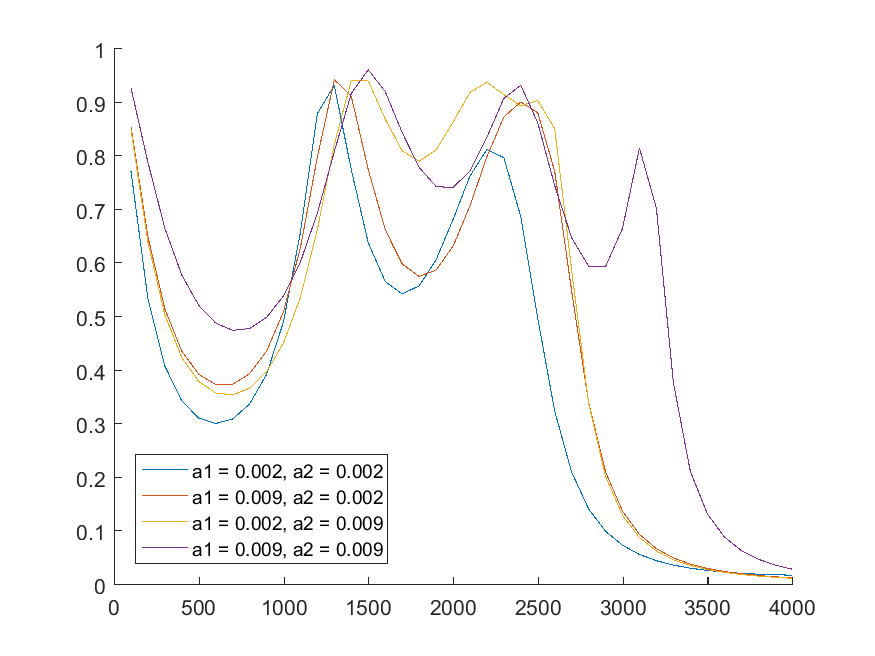 1
0.9
0.8
0.7
0.6
0.5
0.4
0.3
0.2
0.1
0
a1 = 0.002, a2 = 0.002
a1 = 0.009, a2 = 0.002
a1 = 0.002, a2 = 0.009
a1 = 0.009, a2 = 0.009
0 500 1000 1500 2000 2500 3000 3500 4000